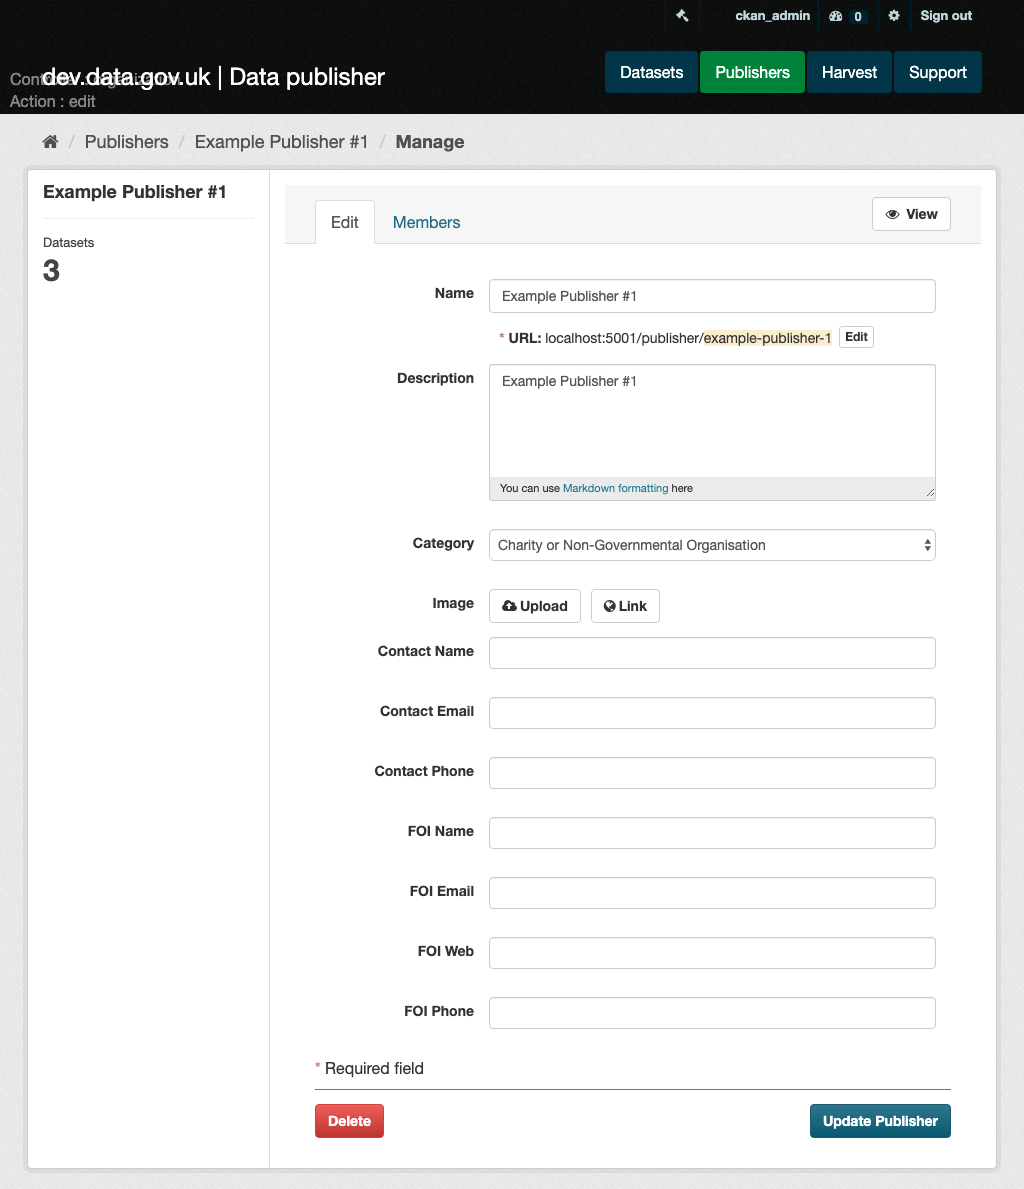 ckan_admin 0 Sign out
dev.data.gov.uk | Data publisher
Datasets Publishers Harvest Support
Action : edit
/ Publishers / Example Publisher #1 / Manage
Example Publisher #1
Datasets
3
Edit Members View
Name Example Publisher #1
* URL: localhost:5001/publisher/example-publisher-1 Edit
Description Example Publisher #1
You can use Markdown formatting here
Category Charity or Non-Governmental Organisation
Image Upload Link
Contact Name
Contact Email
Contact Phone
FOI Name
FOI Email
FOI Web
FOI Phone
* Required field
Delete Update Publisher